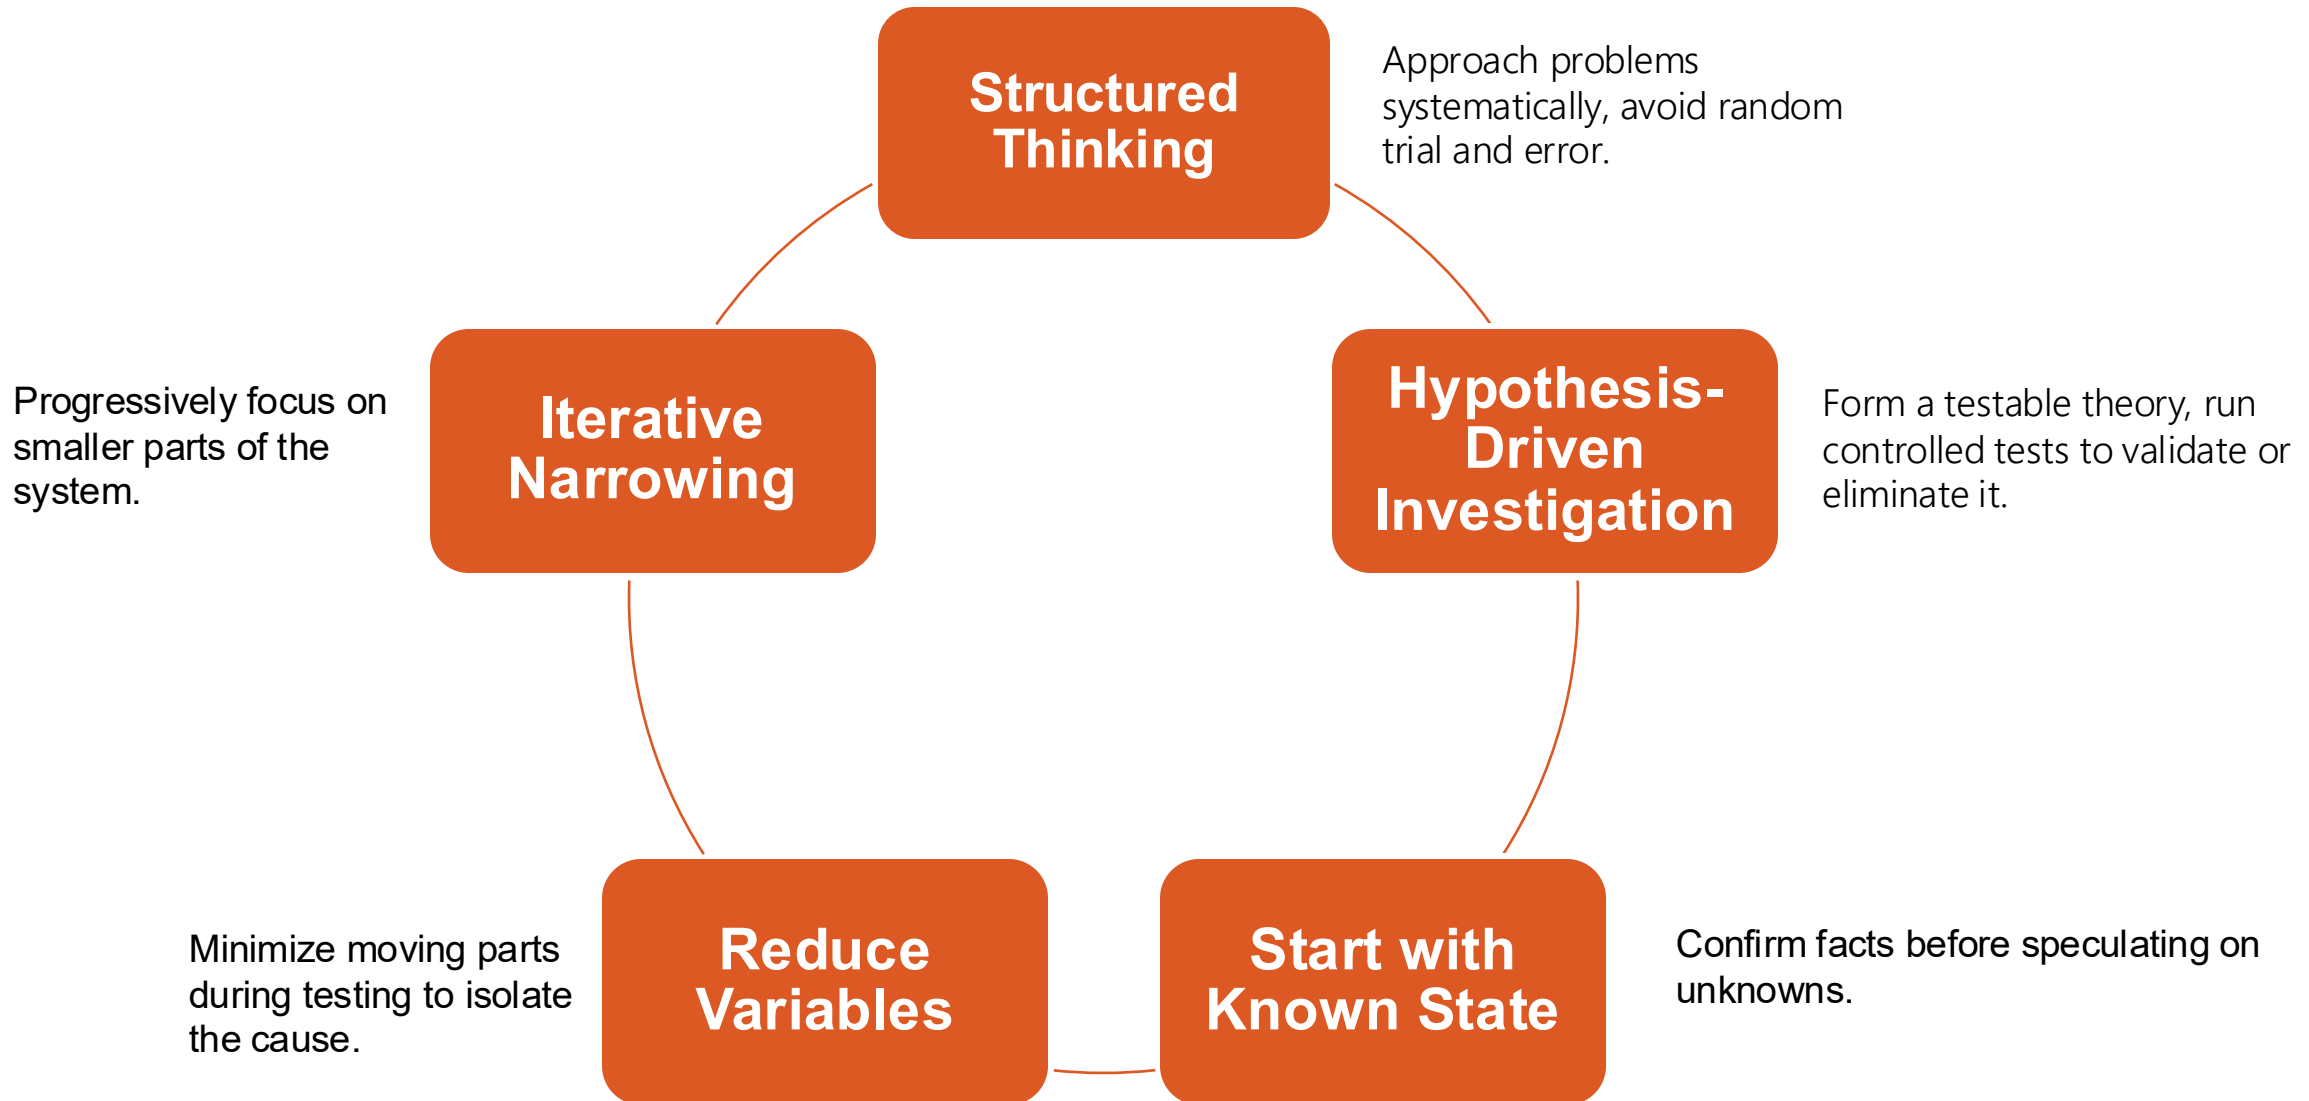 Structured
Thinking
Approach problems
systematically, avoid random
trial and error.
Hypothesis-
Driven
Investigation
Form a testable theory, run
controlled tests to validate or
eliminate it.
Start with
Known State
Confirm facts before speculating on
unknowns.
Reduce
Variables
Minimize moving parts
during testing to isolate
the cause.
Iterative
Narrowing
Progressively focus on
smaller parts of the
system.